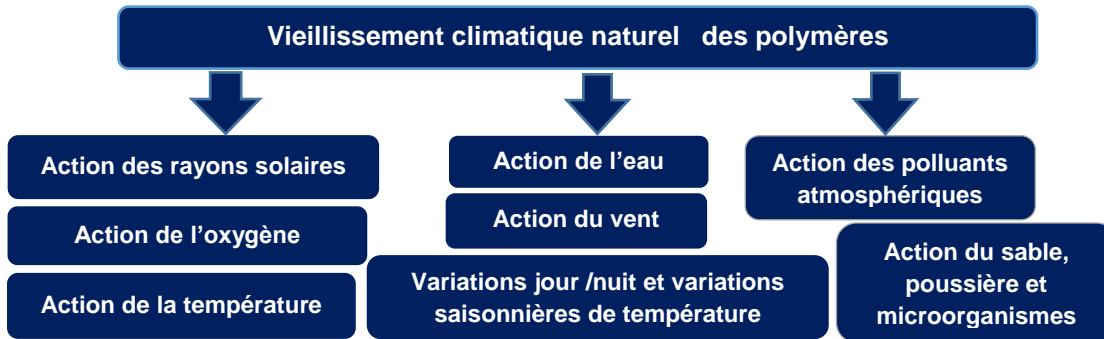 Vieillissement climatique naturel des polymères
Action des rayons solaires
Action de l'oxygène
Action de la température
Action de l'eau
Action du vent
Variations jour /nuit et variations
saisonnières de température
Action des polluants
atmosphériques
Action du sable,
poussière et
microorganismes